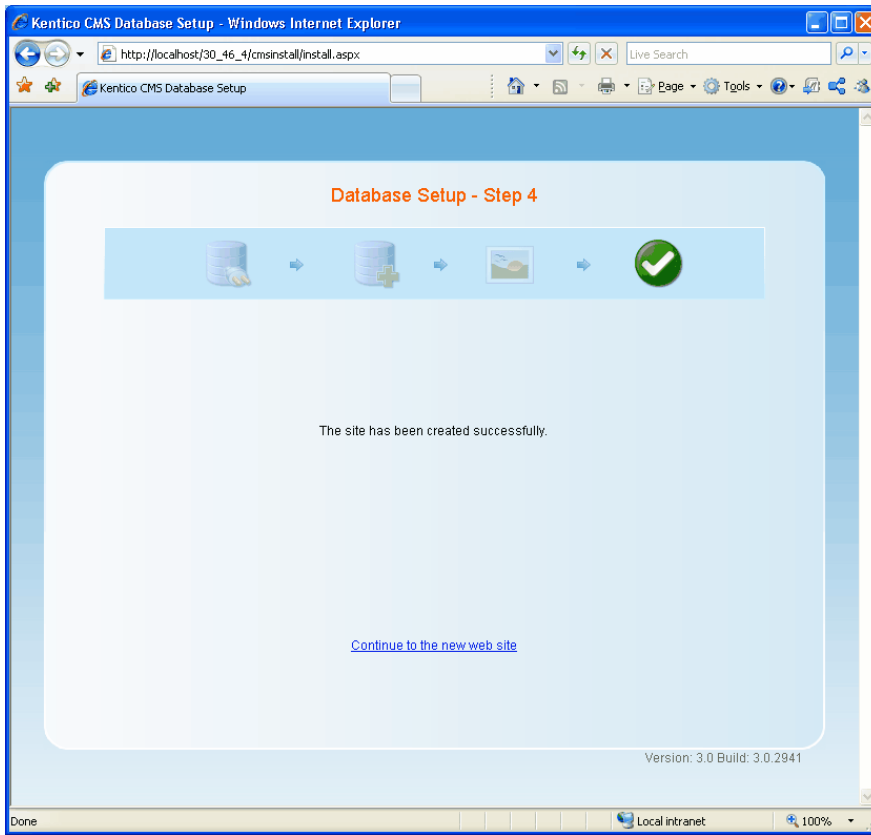 Kentico CMS Database Setup - Windows Internet Explorer
http://localhost/30_46_4/cmsinstall/install.aspx
Live Search
Kentico CMS Database Setup
Page
Tools
Database Setup - Step 4
The site has been created successfully.
Continue to the new web site
Version: 3.0 Build: 3.0.2941
Done
Local intranet
100%